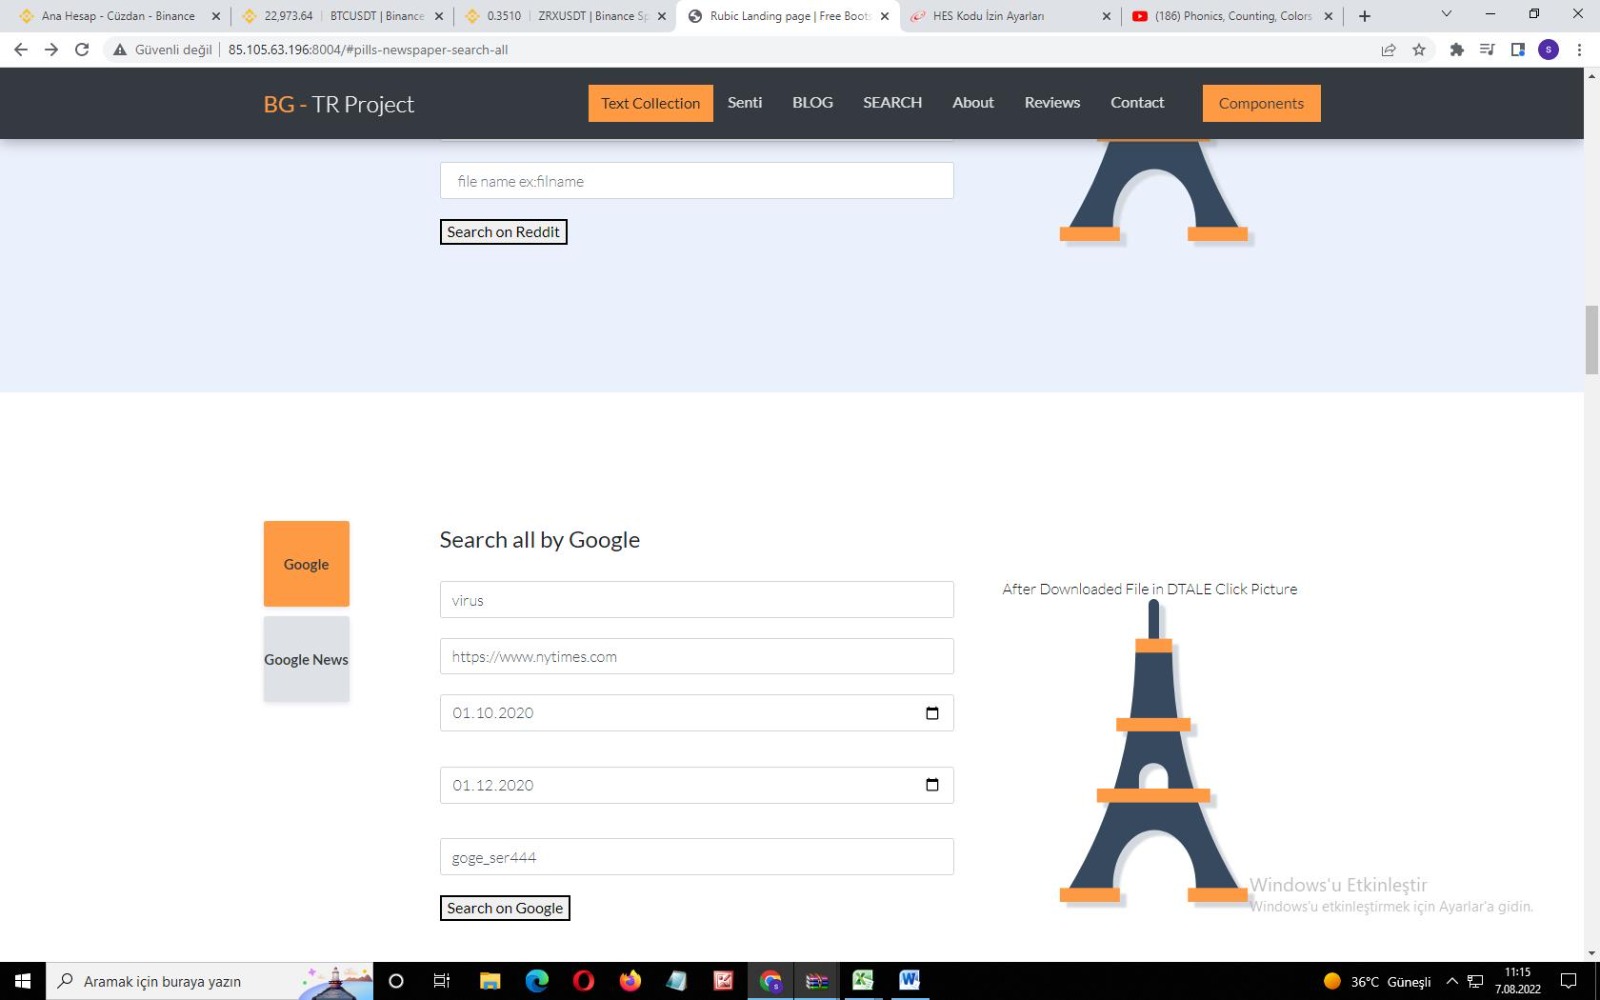 Ana Hesap - Cüzdan - Binance
22,973.64 | BTCUSDT | Binance
0.3510 | ZRXUSDT | Binance Sp
Rubic Landing page | Free Boots
HES Kodu İzin Ayarları
(186) Phonics, Counting, Colors
Güvenli değil | 85.105.63.196:8004/#pills-newspaper-search-all
S
BG - TR Project
Text Collection
Senti
BLOG
SEARCH
About
Reviews
Contact
Components
file name ex:filname
Search on Reddit
Google
Google News
Search all by Google
virus
https://www.nytimes.com
01.10.2020
01.12.2020
goge_ser444
Search on Google
After Downloaded File in DTALE Click Picture
Windows'u Etkinleştir
Windows'u etkinleştirmek için Ayarlar'a gidin.
Aramak için buraya yazın
36°C Güneşli
11:15
7.08.2022